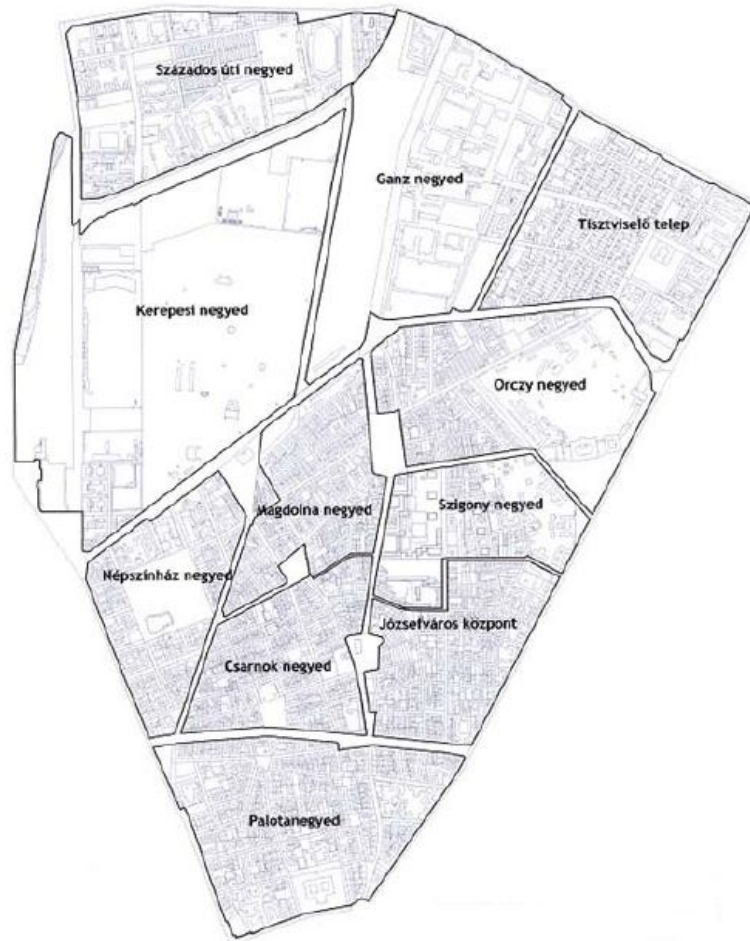 Százados úti negyed
Ganz negyed
Tisztviselő telep
Kerepesi negyed
Orczy negyed
Magdolna negyed
Szigony negyed
Népszínház negyed
Józsefváros központ
Csarnok negyed
Palotanegyed